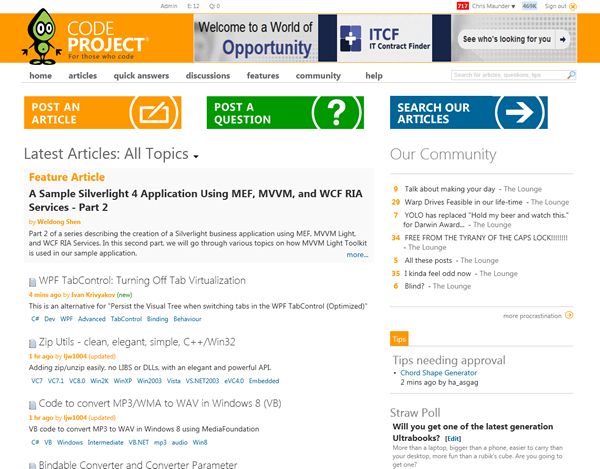 Admin E: 12 Q: 0
717 Chris Maunder 469K Sign out
CODE
PROJECT®
For those who code
Welcome to a World of
Opportunity
ITCF
IT Contract Finder
See who's looking for you
home articles quick answers discussions features community help
Search for articles, questions, tips
POST AN
ARTICLE
POST A
QUESTION
SEARCH OUR
ARTICLES
Latest Articles: All Topics
Feature Article
A Sample Silverlight 4 Application Using MEF, MVVM, and WCF RIA
Services - Part 2
by Weidong Shen
Part 2 of a series describing the creation of a Silverlight business application using MEF, MVVM Light,
and WCF RIA Services. In this second part, we will go through various topics on how MVVM Light Toolkit
is used in our sample application.
more...
WPF TabControl: Turning Off Tab Virtualization
4 mins ago by Ivan Krivyakov (new)
This is an alternative for "Persist the Visual Tree when switching tabs in the WPF TabControl (Optimized)"
C# Dev WPF Advanced TabControl Binding Behaviour
Zip Utils - clean, elegant, simple, C++/Win32
1 hr ago by ljw1004 (updated)
Adding zip/unzip easily, no LIBS or DLLs, with an elegant and powerful API.
VC7 VC7.1 VC8.0 Win2K WinXP Win2003 Vista VS.NET2003 eVC4.0 Embedded
Code to convert MP3/WMA to WAV in Windows 8 (VB)
1 hr ago by ljw1004 (updated)
VB code to convert MP3 to WAV in Windows 8 using MediaFoundation
C# VB Windows Intermediate VB.NET mp3 audio Win8
Bindable Converter and Converter Parameter
Our Community
9 Talk about making your day - The Lounge
29 Warp Drives Feasible in our life-time - The Lounge
7 YOLO has replaced "Hold my beer and watch this."
for Darwin Award... - The Lounge
34 FREE FROM THE TYRANY OF THE CAPS LOCK!!!!!!!!
- The Lounge
5 All these posts - The Lounge
35 I kinda feel odd now - The Lounge
6 Blind? - The Lounge
more procrastination
Tips
Tips needing approval
Chord Shape Generator
2 mins ago by ha_asgag
Straw Poll
Will you get one of the latest generation
Ultrabooks? [Edit]
More than a laptop, bigger than a phone, easier to carry than
your desktop, more fun than a rubik's cube. Are you going to
get one?